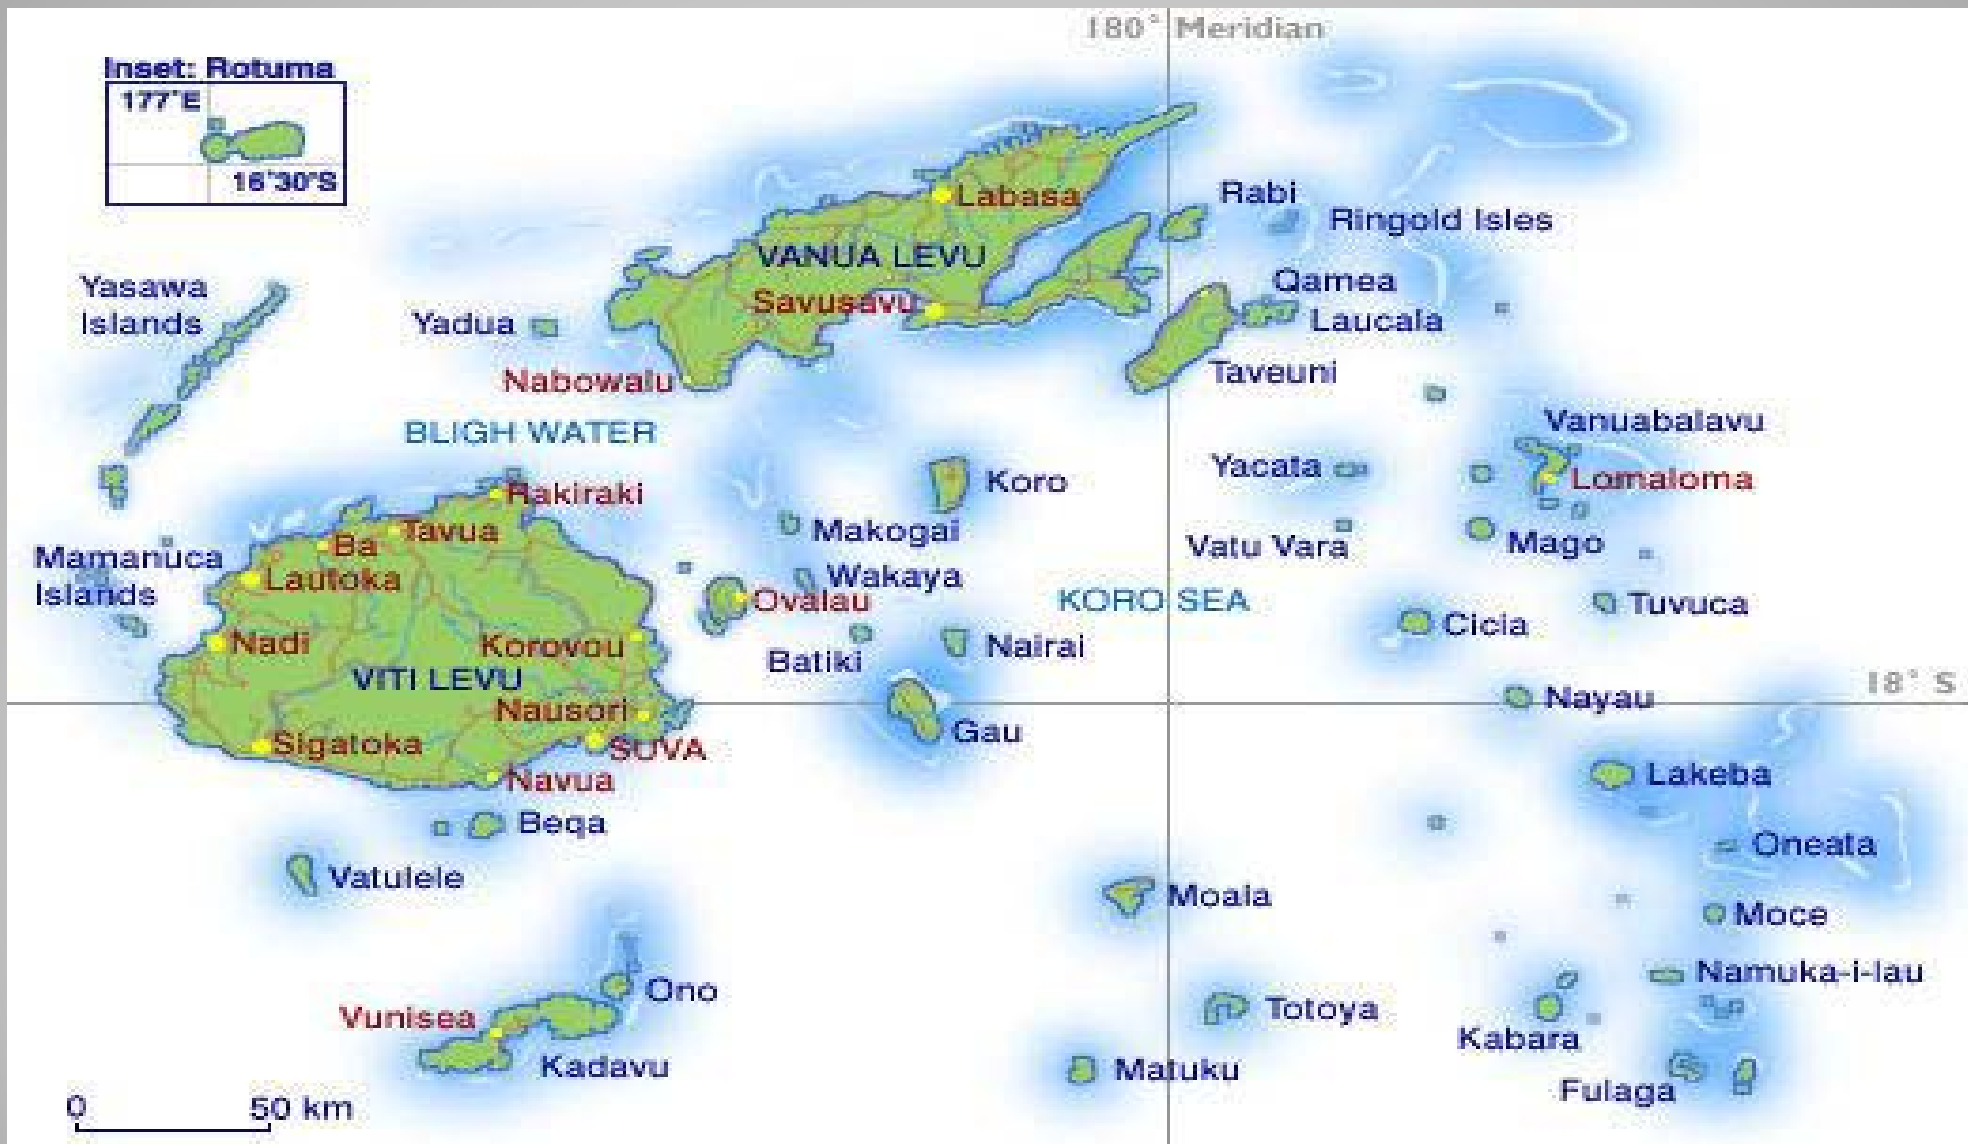 180° Meridian
Inset: Rotuma
177°E
16°30'S
Labasa
Rabi
Ringold Isles
VANUA LEVU
Yasawa
Islands
Qamea
Savusavu
Laucala
Yadua
Taveuni
Nabowalu
BLIGH WATER
Vanuabalavu
Yacata
Lomaloma
Koro
Rakiraki
Makogai
Tavua
Ba
Vatu Vara
Mago
Mamanuca
Islands
Lautoka
Wakaya
Ovalau
KORO SEA
Tuvuca
Cicia
Nadi
Korovou
Batiki
Nairai
VITI LEVU
18° S
Nayau
Nausori
Gau
Sigatoka
SUVA
Navua
Lakeba
Beqa
Oneata
Vatulele
Moala
Moce
Namuka-i-lau
Ono
Totoya
Vunisea
Kabara
Kadavu
Matuku
Fulaga
0 50 km